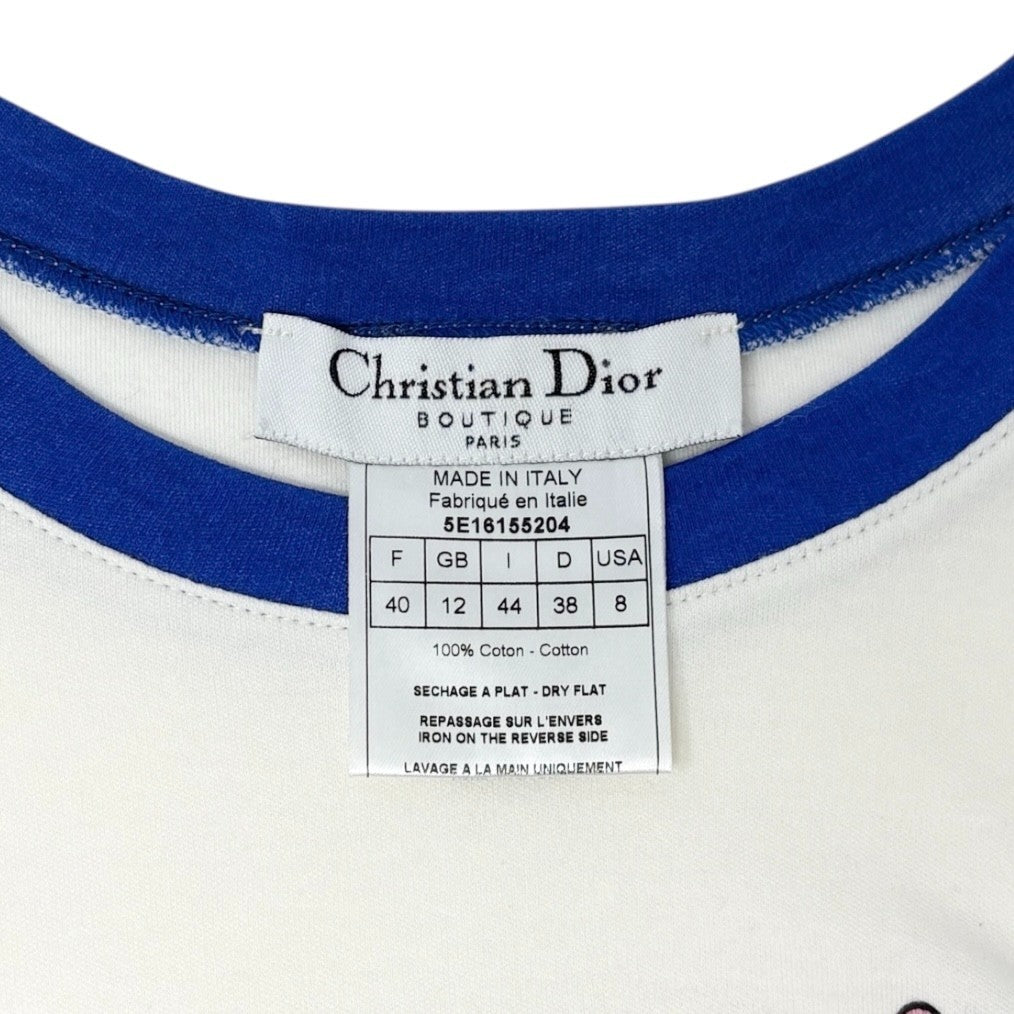 Christian Dior
BOUTIQUE
PARIS
MADE IN ITALY
Fabriqué en Italie
5E16155204
F GB I D USA
40 12 44 38 8
100% Coton - Cotton
SECHAGE A PLAT - DRY FLAT
REPASSAGE SUR L'ENVERS
IRON ON THE REVERSE SIDE
LAVAGE A LA MAIN UNIQUEMENT